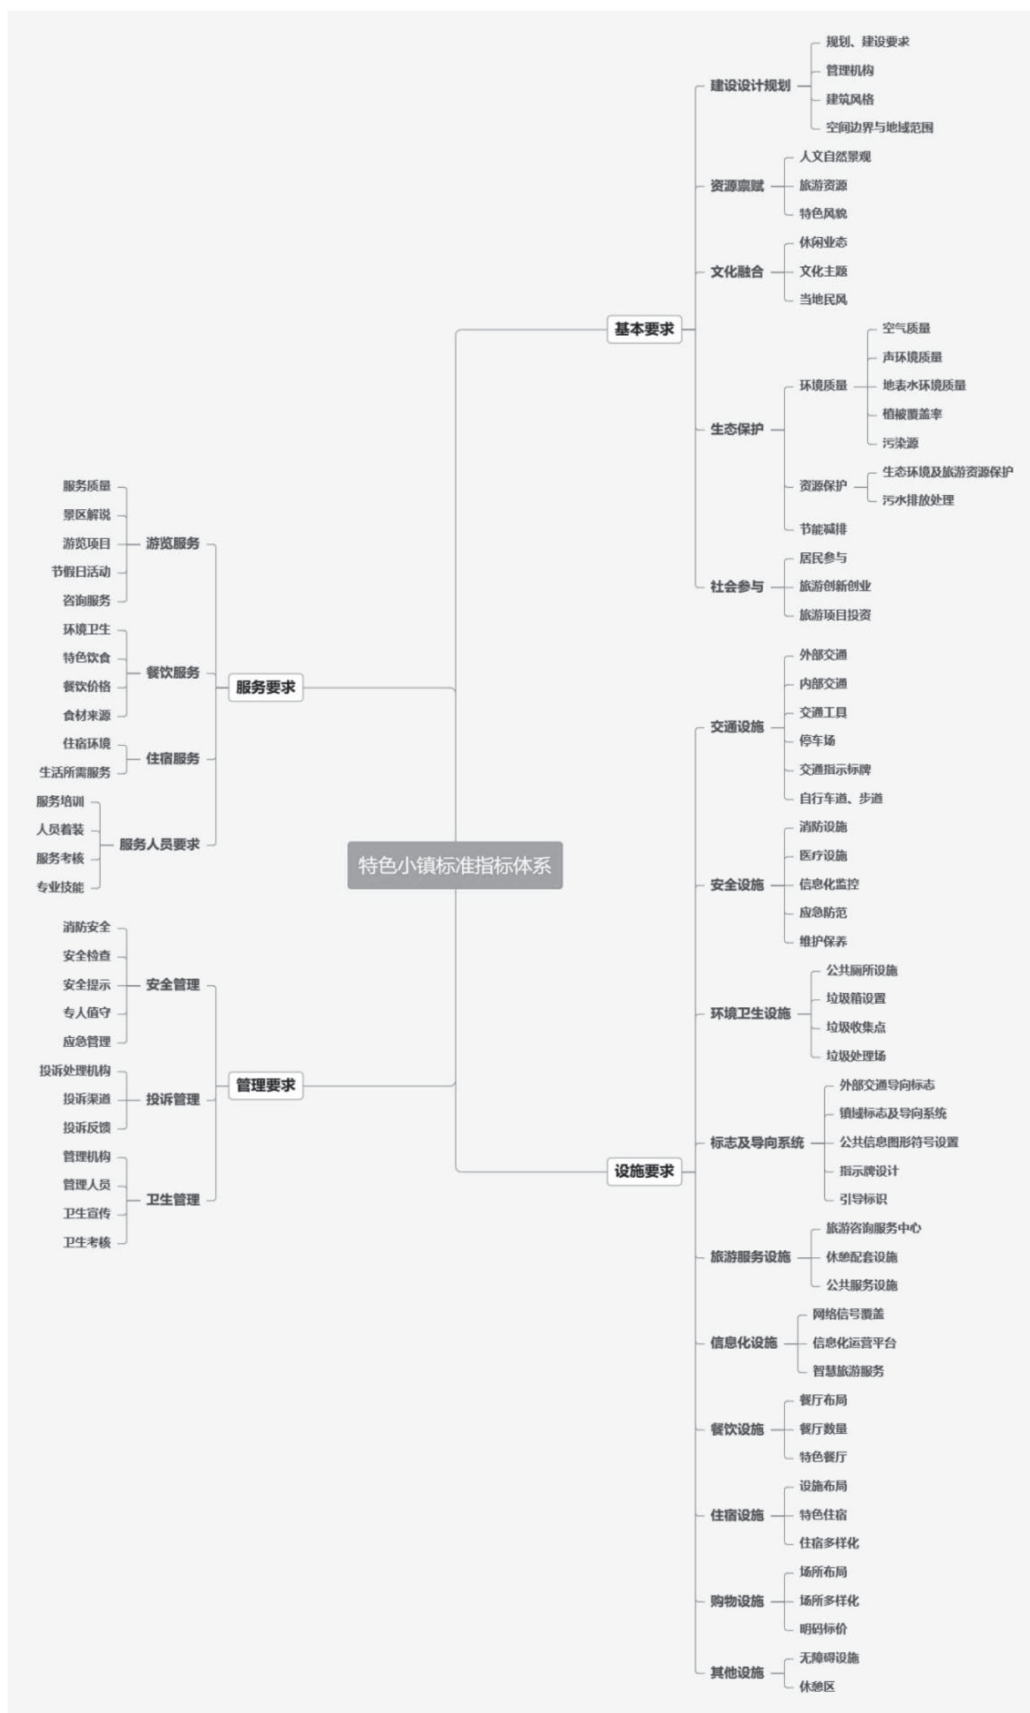 特色小镇标准指标体系
基本要求
建设设计规划
规划、建设要求
管理机构
建筑风格
空间边界与地域范围
资源禀赋
人文自然景观
旅游资源
特色风貌
文化融合
休闲业态
文化主题
当地民风
生态保护
环境质量
空气质量
声环境质量
地表水环境质量
植被覆盖率
污染源
资源保护
生态环境及旅游资源保护
污水排放处理
节能减排
社会参与
居民参与
旅游创新创业
旅游项目投资
设施要求
交通设施
外部交通
内部交通
交通工具
停车场
交通指示标牌
自行车道、步道
安全设施
消防设施
医疗设施
信息化监控
应急防范
维护保养
环境卫生设施
公共厕所设施
垃圾箱设置
垃圾收集点
垃圾处理场
标志及导向系统
外部交通导向标志
镇域标志及导向系统
公共信息图形符号设置
指示牌设计
引导标识
旅游服务设施
旅游咨询服务中心
休憩配套设施
公共服务设施
信息化设施
网络信号覆盖
信息化运营平台
智慧旅游服务
餐饮设施
餐厅布局
餐厅数量
特色餐厅
住宿设施
设施布局
特色住宿
住宿多样化
购物设施
场所布局
场所多样化
明码标价
其他设施
无障碍设施
休憩区
服务要求
游览服务
服务质量
景区解说
游览项目
节假日活动
咨询服务
餐饮服务
环境卫生
特色饮食
餐饮价格
食材来源
住宿服务
住宿环境
生活所需服务
服务人员要求
服务培训
人员着装
服务考核
专业技能
管理要求
安全管理
消防安全
安全检查
安全提示
专人值守
应急管理
投诉管理
投诉处理机构
投诉渠道
投诉反馈
卫生管理
管理机构
管理人员
卫生宣传
卫生考核